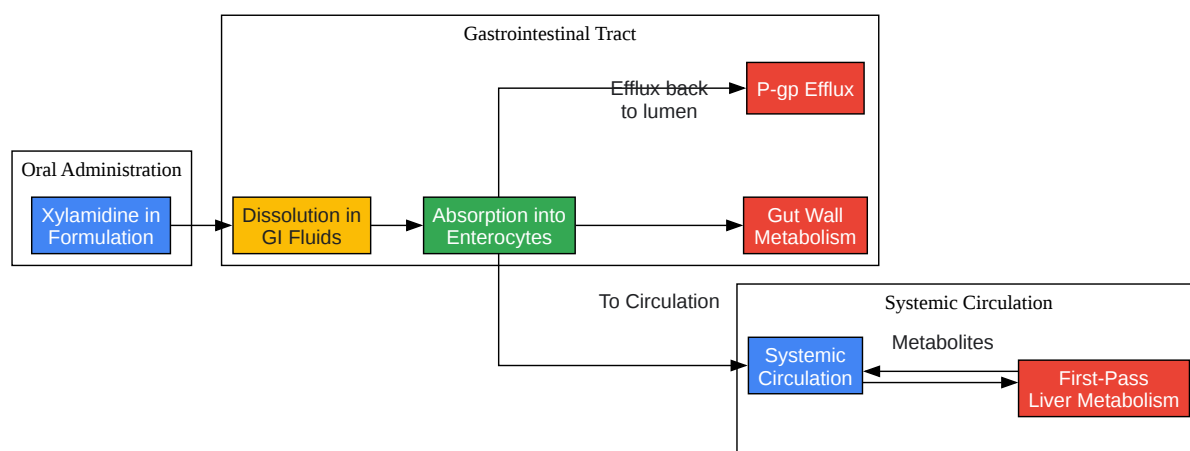 Gastrointestinal Tract
Efflux back
to lumen
P-gp Efflux
Oral Administration
Xylamidine in
Formulation
Dissolution in
GI Fluids
Absorption into
Enterocytes
Gut Wall
Metabolism
To Circulation
Systemic Circulation
Systemic
Circulation
Metabolites
First-Pass
Liver Metabolism